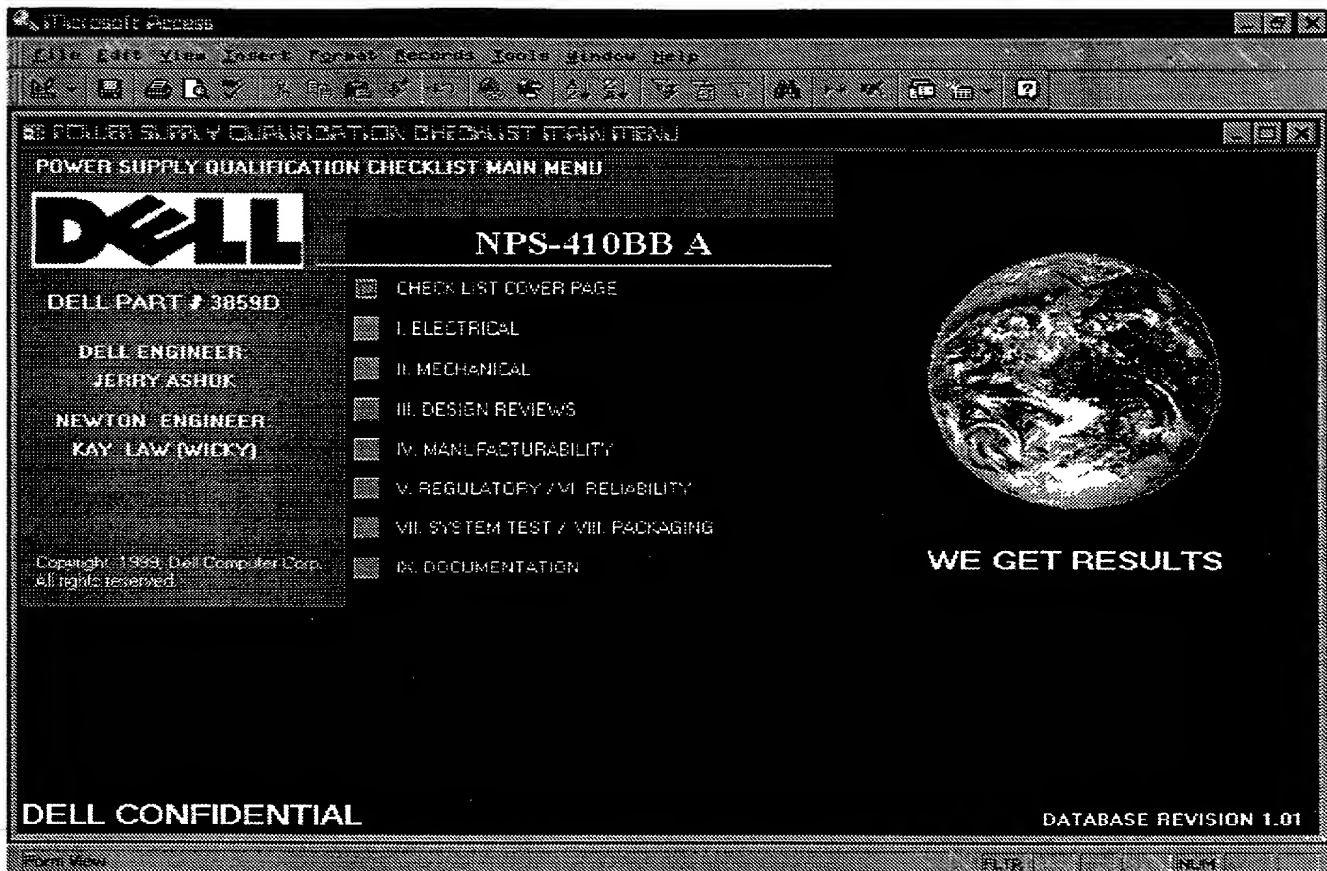 Microsoft Access
File Edit View Insert Format Records Tools Window Help
POWER SUPPLY QUALIFICATION CHECKLIST MAIN MENU
POWER SUPPLY QUALIFICATION CHECKLIST MAIN MENU
DELL
NPS-410BB A
DELL PART # 3859D
DELL ENGINEER
JERRY ASHUK
NEWTON ENGINEER
KAY LAW (WICKY)
CHECK LIST COVER PAGE
I. ELECTRICAL
II. MECHANICAL
III. DESIGN REVIEWS
IV. MANUFACTURABILITY
V. REGULATORY / VI. RELIABILITY
VII. SYSTEM TEST / VIII. PACKAGING
IX. DOCUMENTATION
Copyright 1999, Dell Computer Corp.
All rights reserved.
WE GET RESULTS
DELL CONFIDENTIAL
DATABASE REVISION 1.01
Form View
FLTR
NUM